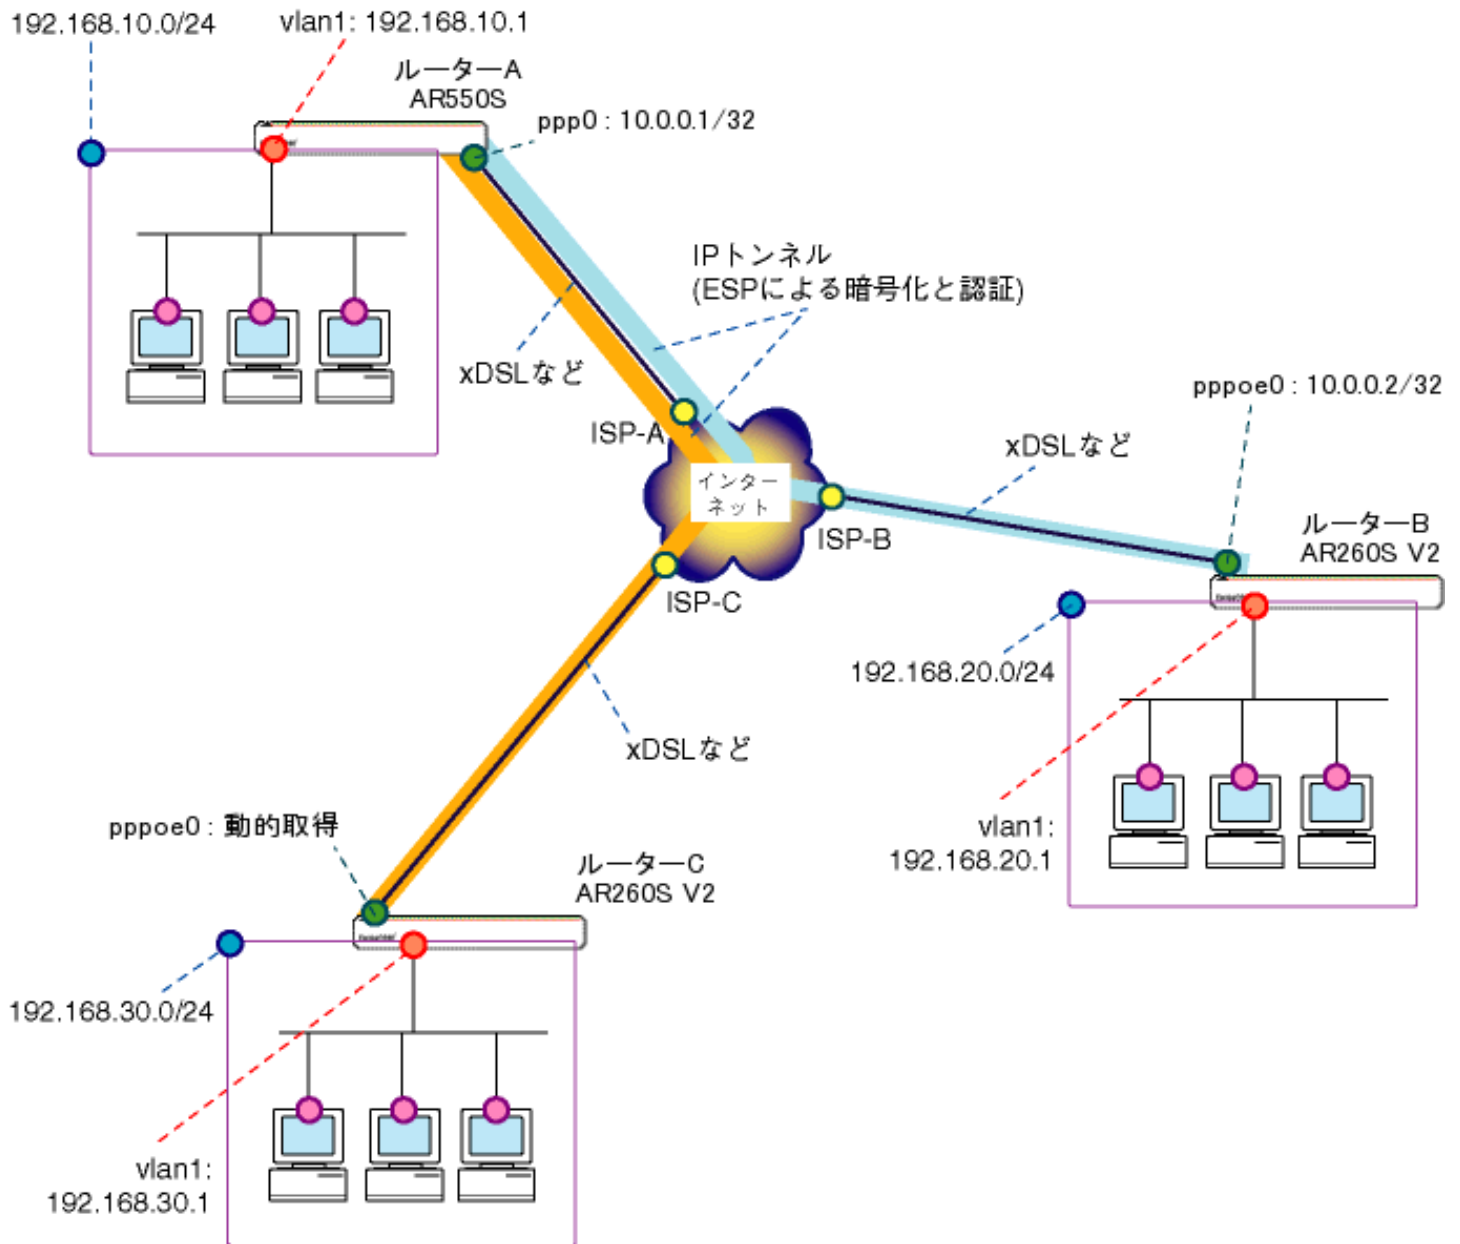 192.168.10.0/24
vlan1: 192.168.10.1
ルーターA
AR550S
ppp0 : 10.0.0.1/32
IPトンネル
(ESPによる暗号化と認証)
xDSLなど
pppoe0 : 10.0.0.2/32
ISP-A
xDSLなど
インター
ネット
ISP-B
ルーターB
AR260S V2
ISP-C
192.168.20.0/24
xDSLなど
vlan1:
192.168.20.1
pppoe0 : 動的取得
ルーターC
AR260S V2
192.168.30.0/24
vlan1:
192.168.30.1